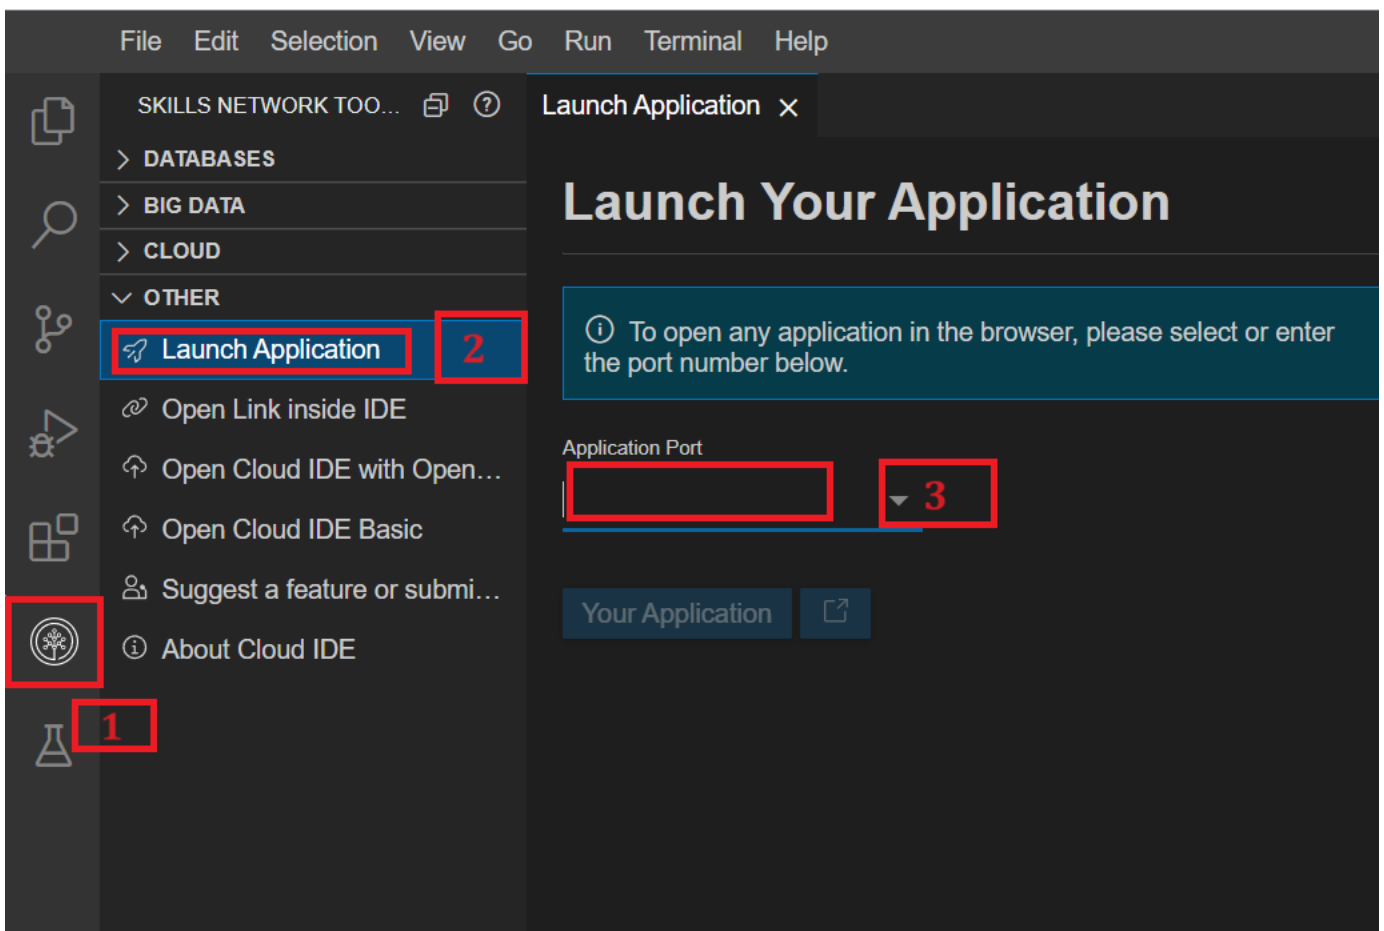 File Edit Selection View Go Run Terminal Help
SKILLS NETWORK TOO...
Launch Application
DATABASES
BIG DATA
CLOUD
OTHER
Launch Application 2
Open Link inside IDE
Open Cloud IDE with Open...
Open Cloud IDE Basic
Suggest a feature or submi...
About Cloud IDE
1
Launch Your Application
To open any application in the browser, please select or enter
the port number below.
Application Port
3
Your Application